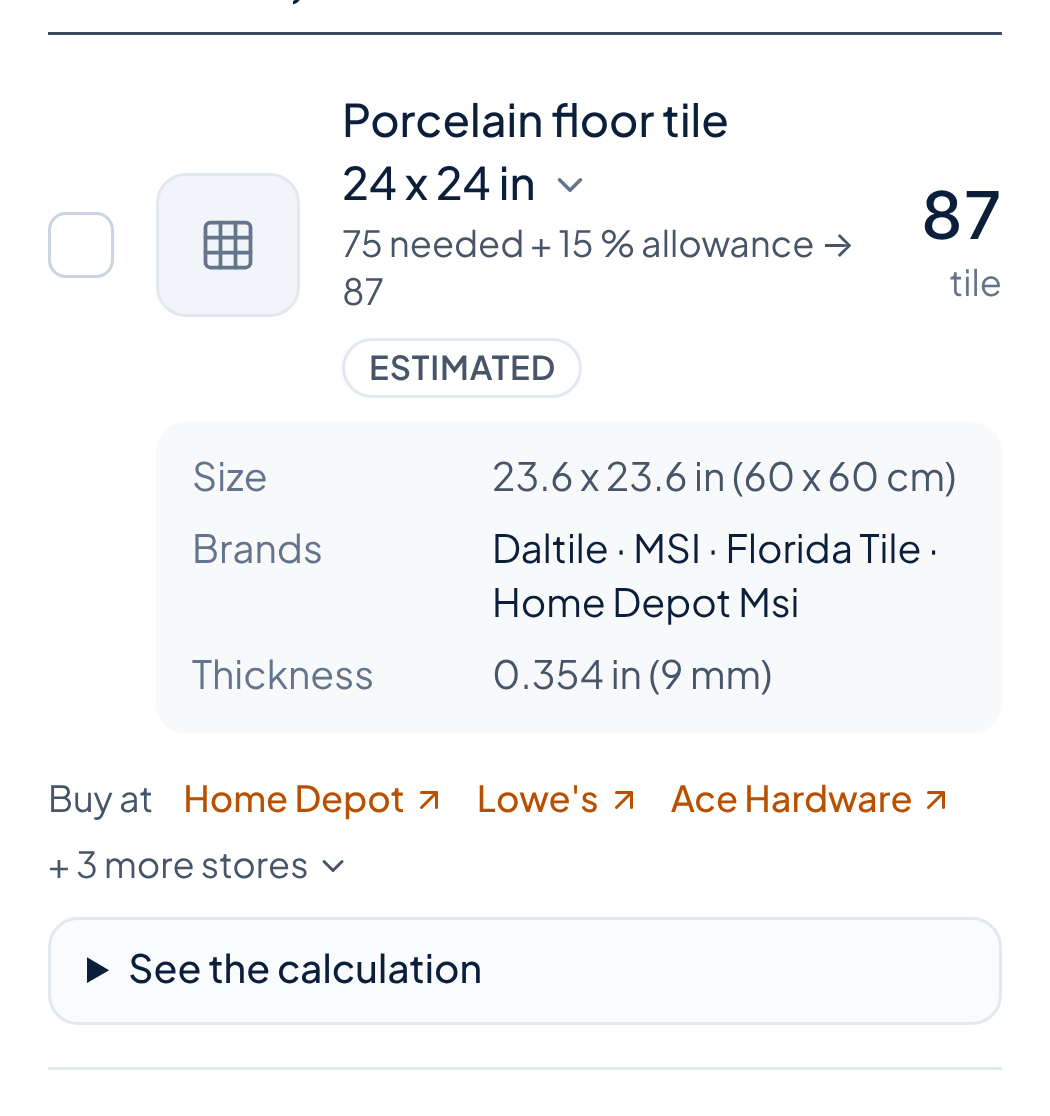 Porcelain floor tile
24 x 24 in
75 needed + 15 % allowance →
87
87
tile
ESTIMATED
Size 23.6 x 23.6 in (60 x 60 cm)
Brands Daltile · MSI · Florida Tile ·
Home Depot Msi
Thickness 0.354 in (9 mm)
Buy at Home Depot ↗ Lowe's ↗ Ace Hardware ↗
+ 3 more stores
▶ See the calculation